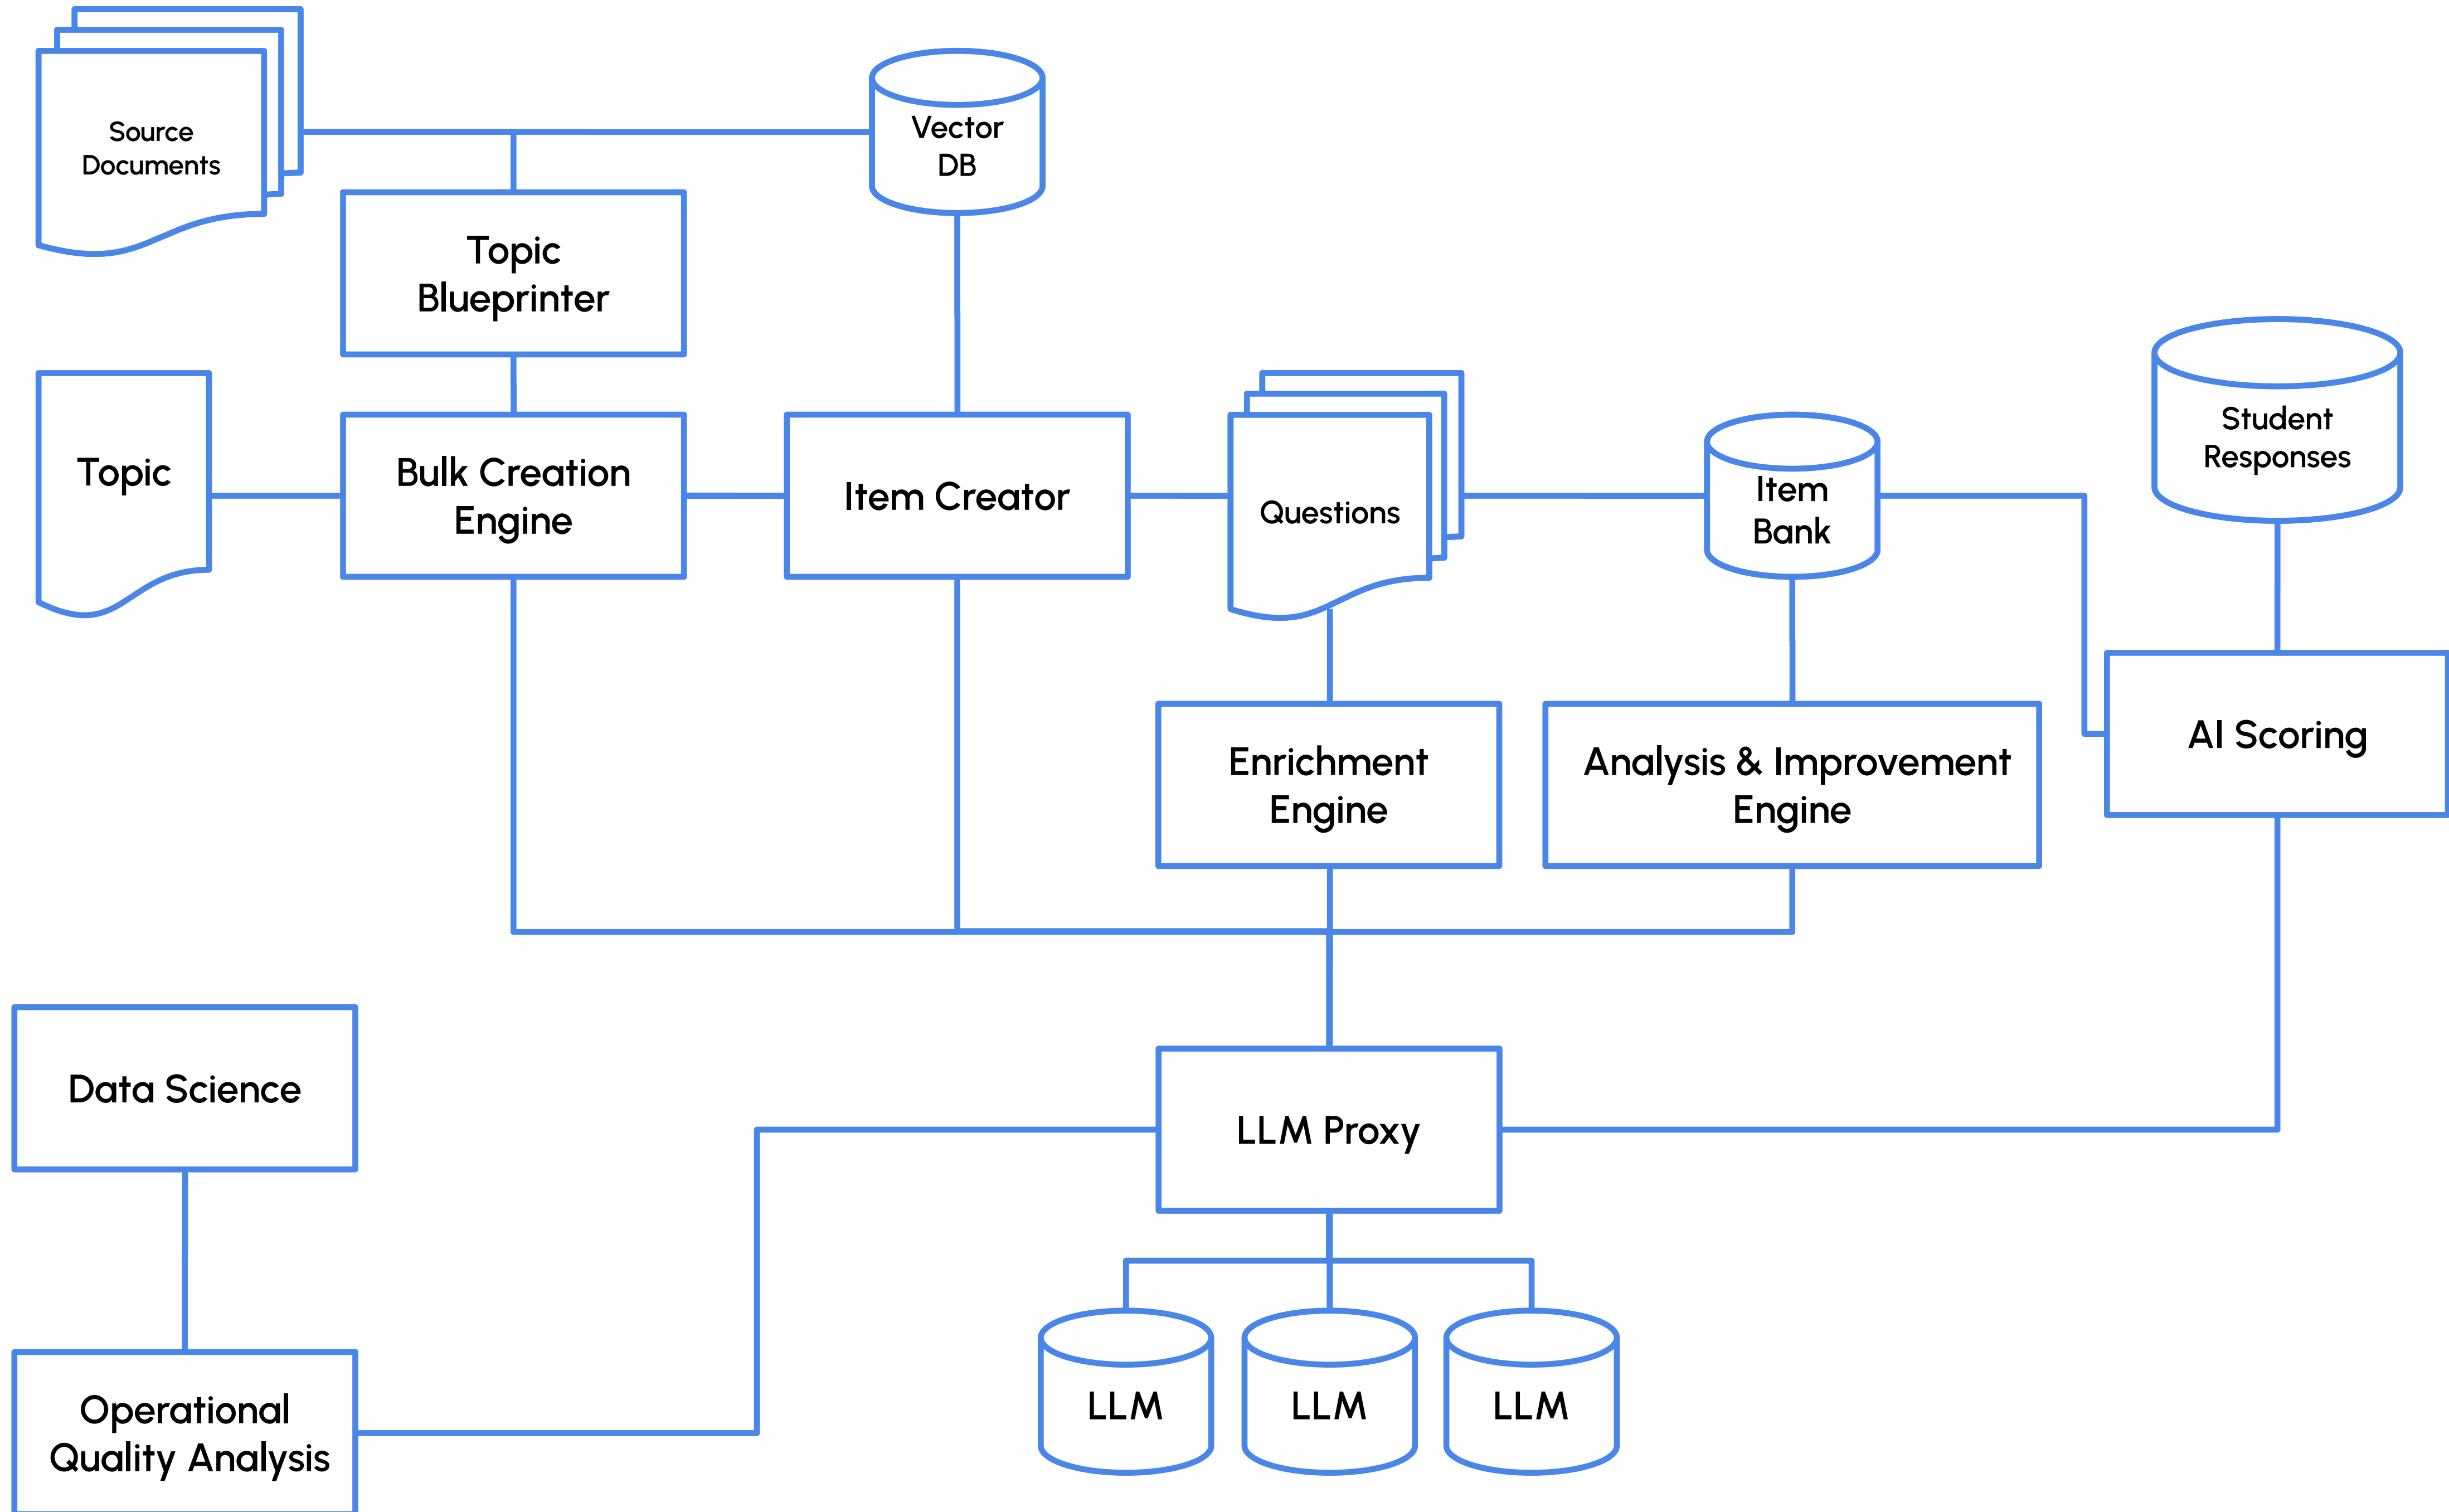 Source
Documents
Vector
DB
Topic
Blueprinter
Topic
Bulk Creation
Engine
Item Creator
Questions
Item
Bank
Student
Responses
Enrichment
Engine
Analysis & Improvement
Engine
AI Scoring
Data Science
LLM Proxy
Operational
Quality Analysis
LLM
LLM
LLM